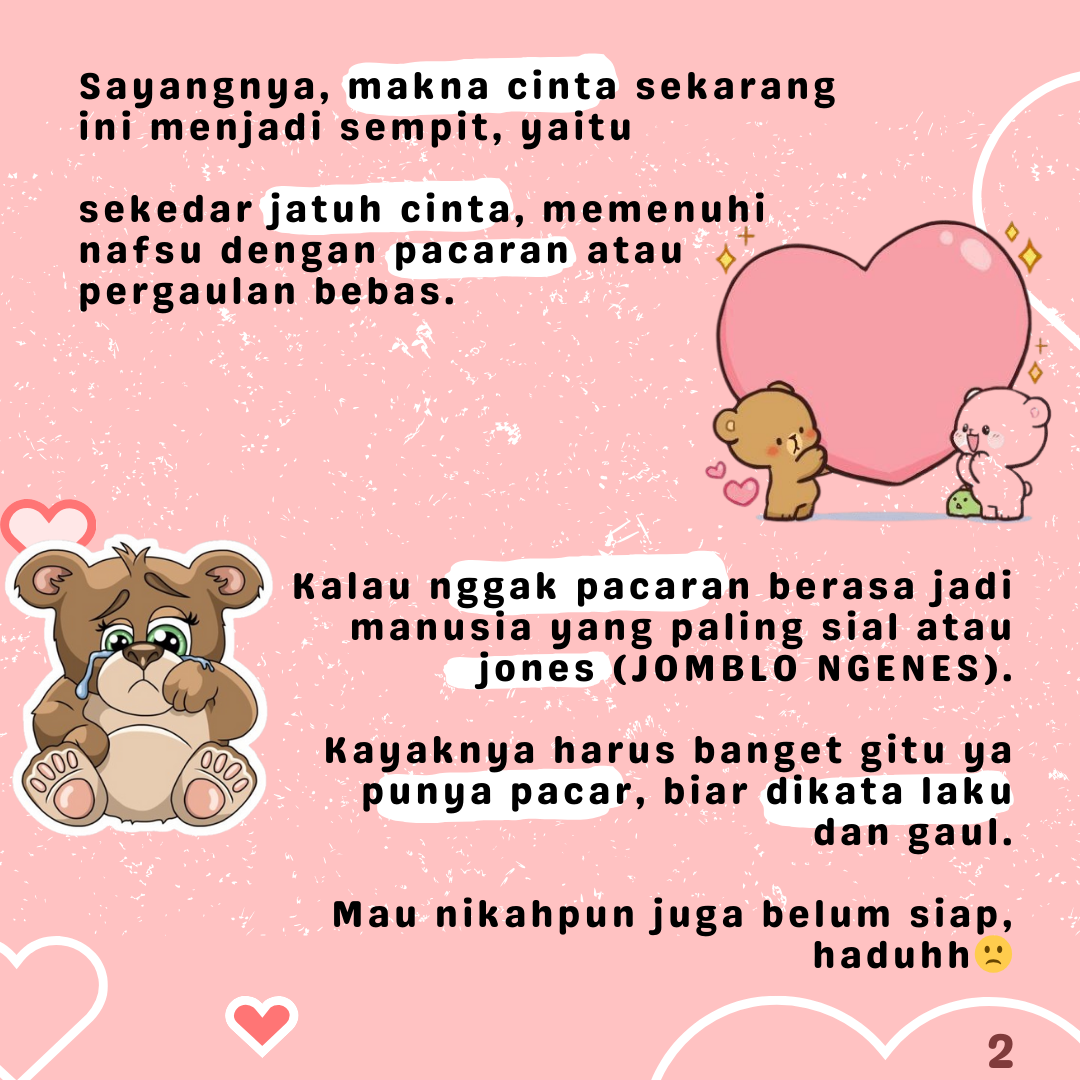 Sayangnya, makna cinta sekarang
ini menjadi sempit, yaitu
sekedar jatuh cinta, memenuhi
nafsu dengan pacaran atau
pergaulan bebas.
Kalau nggak pacaran berasa jadi
manusia yang paling sial atau
jones (JOMBLO NGENES).
Kayaknya harus banget gitu ya
punya pacar, biar dikata laku
dan gaul.
Mau nikahpun juga belum siap,
haduhh🙁
2